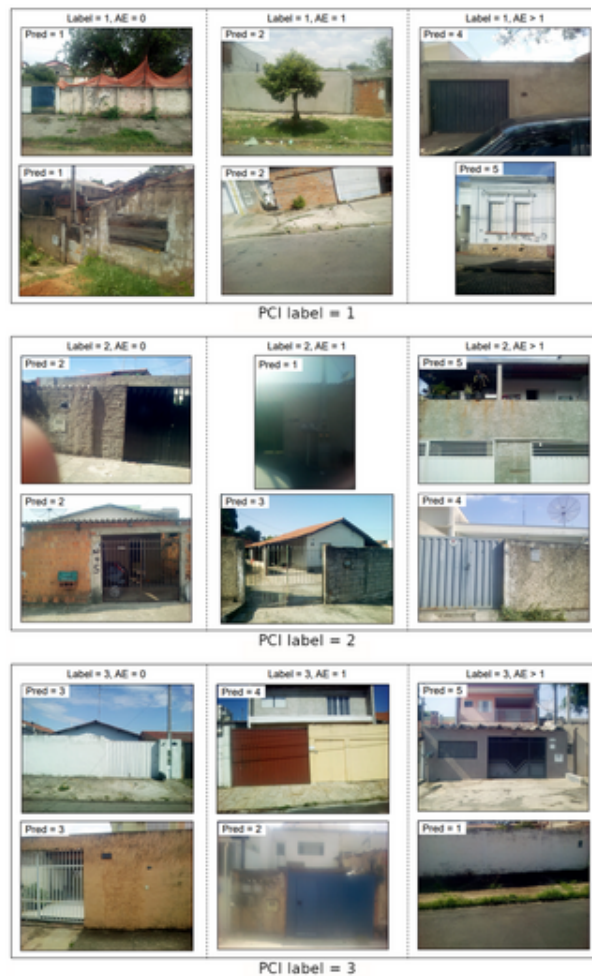 Label = 1, AE = 0
Label = 1, AE = 1
Label = 1, AE > 1
Pred = 1
Pred = 2
Pred = 4
Pred = 1
Pred = 2
Pred = 5
PCI label = 1
Label = 2, AE = 0
Label = 2, AE = 1
Label = 2, AE > 1
Pred = 2
Pred = 1
Pred = 5
Pred = 2
Pred = 3
Pred = 4
PCI label = 2
Label = 3, AE = 0
Label = 3, AE = 1
Label = 3, AE > 1
Pred = 3
Pred = 4
Pred = 5
Pred = 3
Pred = 2
Pred = 1
PCI label = 3